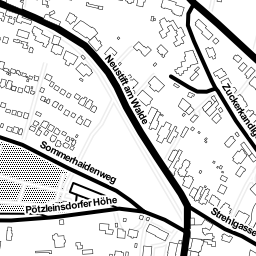 Neustift am Walde
Zuckerkandlg
Sommerhaidenweg
Pötzleinsdorfer Höhe
Strehlgasse